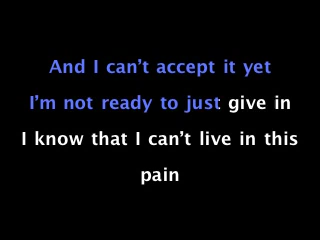 And I can’t accept it yet
I’m not ready to just give in
I know that I can’t live in this
pain